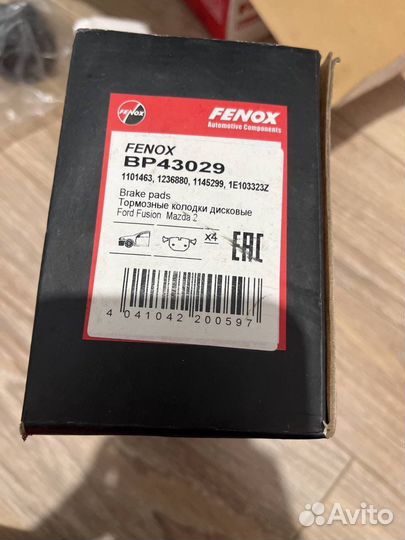 FENOX
FENOX
Automotive Components
FENOX
BP43029
1101463, 1236880, 1145299, 1E103323Z
Brake pads
Тормозные колодки дисковые
Ford Fusion Mazda 2
x4
EAC
4 041042 200597
Avito